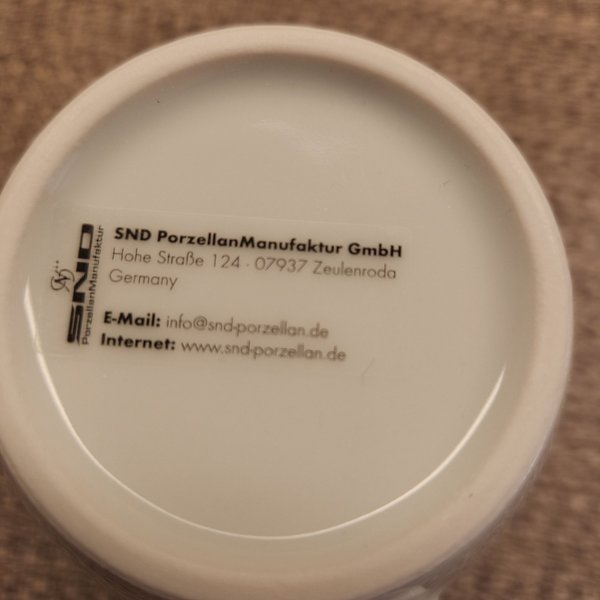 SND PorzellanManufaktur GmbH
Hohe Straße 124 · 07937 Zeulenroda
Germany
E-Mail: info@snd-porzellan.de
Internet: www.snd-porzellan.de
SND
PorzellanManufaktur